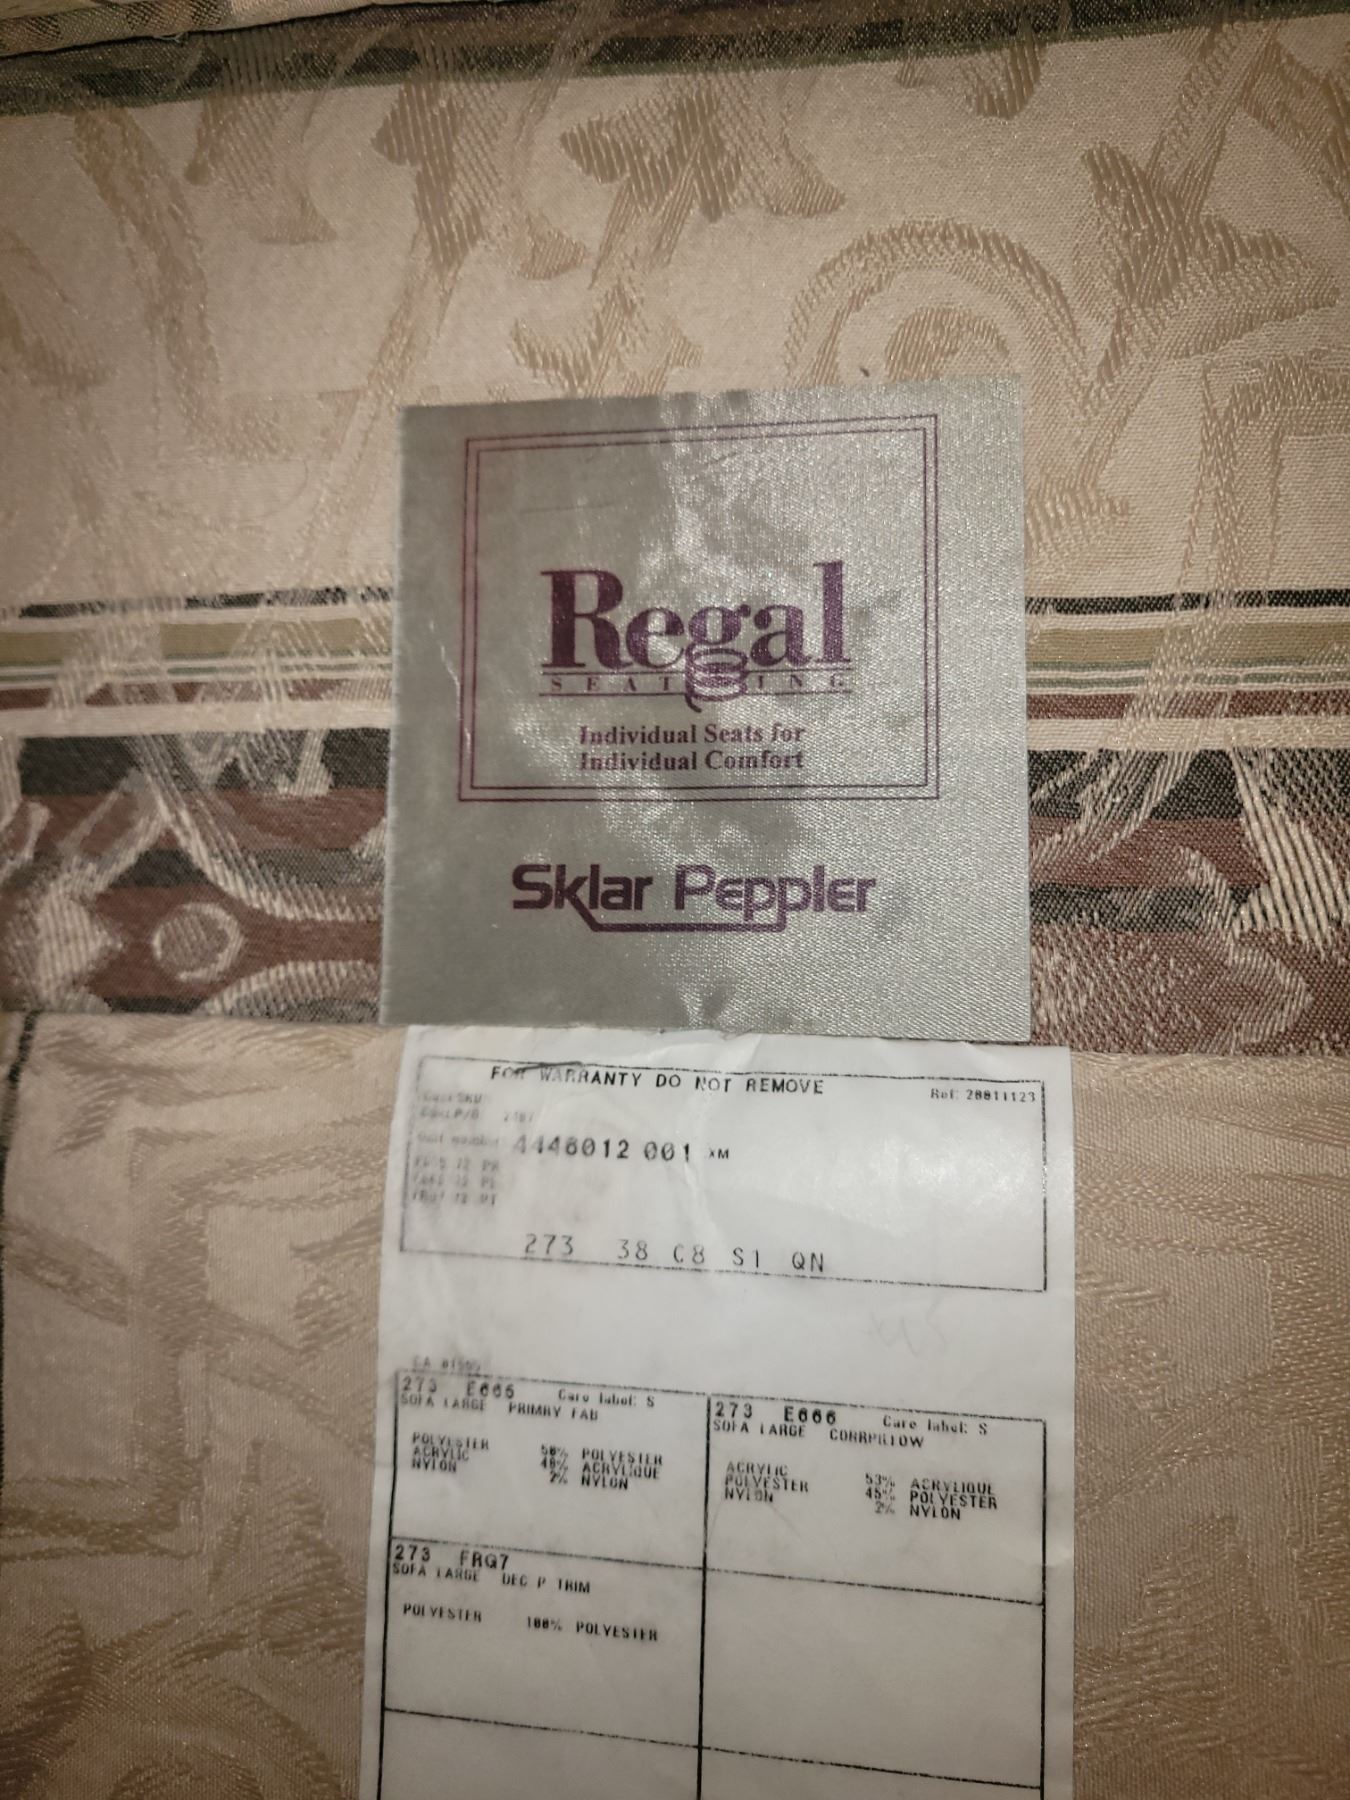 Regal
SEATING
Individual Seats for
Individual Comfort
Sklar Peppler
FOR WARRANTY DO NOT REMOVE
Ref: 20011123
4446012 001 XM
273 38 C8 S1 QN
273 E666 Care label: S
SOFA LARGE PRIMRY FAB
POLYESTER 50% POLYESTER
ACRYLIC 48% ACRYLIQUE
NYLON 2% NYLON
273 E666 Care label: S
SOFA LARGE CORRPILLOW
ACRYLIC 53% ACRYLIQUE
POLYESTER 45% POLYESTER
NYLON 2% NYLON
273 FRG7
SOFA LARGE DEC P TRIM
POLYESTER 100% POLYESTER